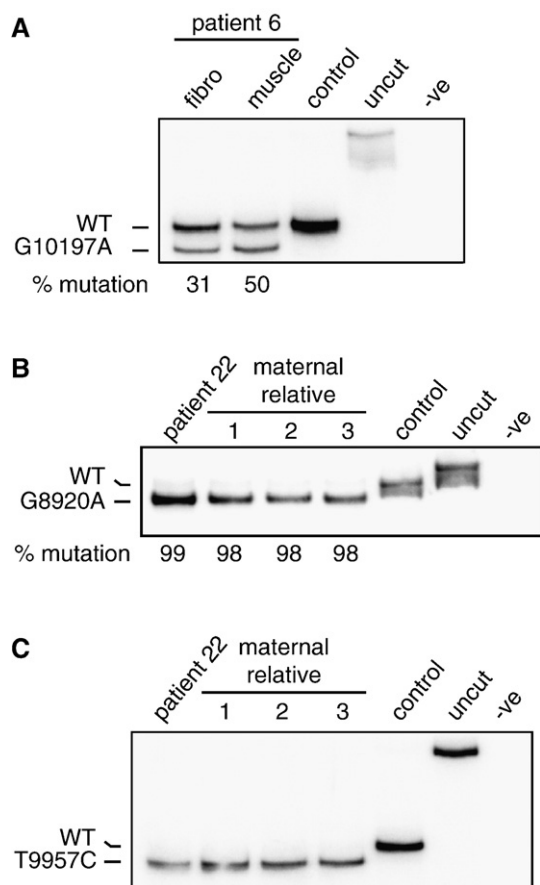 A
patient 6
fibro muscle control uncut -ve
WT –
G10197A –
% mutation 31 50
B
patient 22 maternal relative 1 2 3 control uncut -ve
WT
G8920A –
% mutation 99 98 98 98
C
patient 22 maternal relative 1 2 3 control uncut -ve
WT
T9957C –